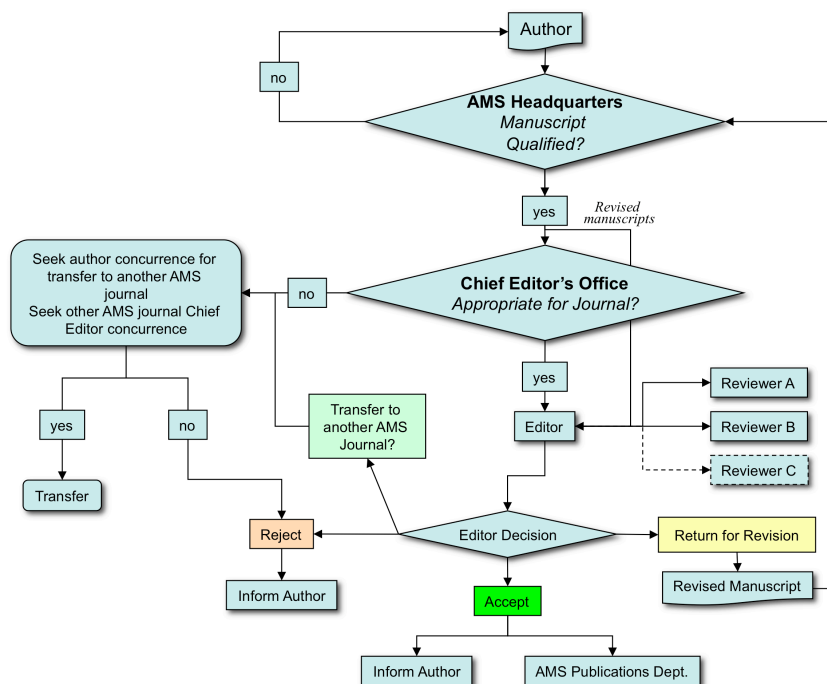 Author
no
AMS Headquarters
Manuscript
Qualified?
yes
Revised
manuscripts
Seek author concurrence for
transfer to another AMS
journal
Seek other AMS journal Chief
Editor concurrence
no
Chief Editor's Office
Appropriate for Journal?
yes
Reviewer A
yes
no
Transfer to
another AMS
Journal?
Editor
Reviewer B
Reviewer C
Transfer
Reject
Editor Decision
Return for Revision
Inform Author
Accept
Revised Manuscript
Inform Author
AMS Publications Dept.